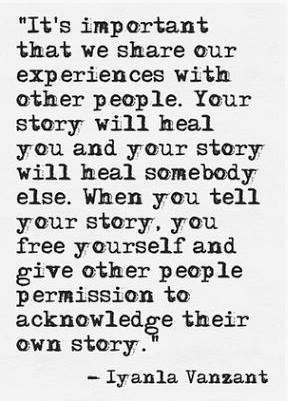 "It's important
that we share our
experiences with
other people. Your
story will heal
you and your story
will heal somebody
else. When you tell
your story, you
free yourself and
give other people
permission to
acknowledge their
own story."
- Iyanla Vanzant